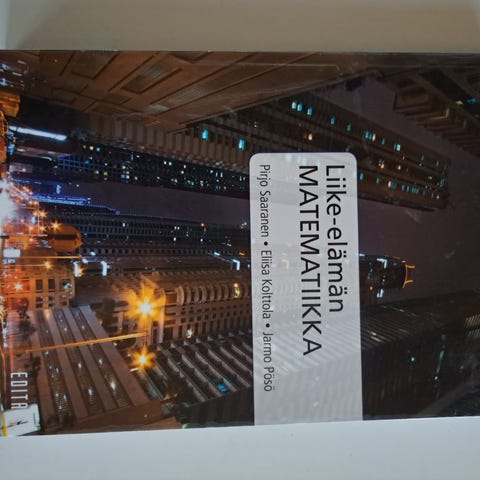 Liike-elämän
MATEMATIIKKA
Pirjo Saaranen • Eliisa Kolttola • Jarmo Pösö
EDITA